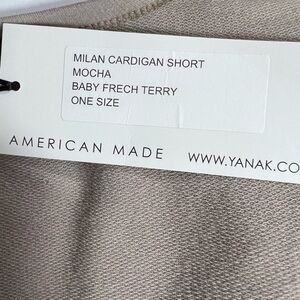 MILAN CARDIGAN SHORT
MOCHA
BABY FRECH TERRY
ONE SIZE
AMERICAN MADE WWW.YANAK.CO